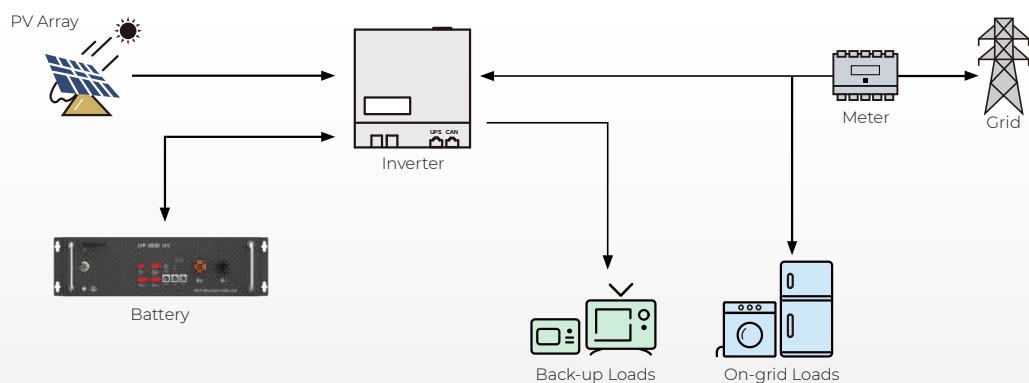 PV Array
UPS CAN
Meter
Grid
Inverter
Battery
Back-up Loads
On-grid Loads